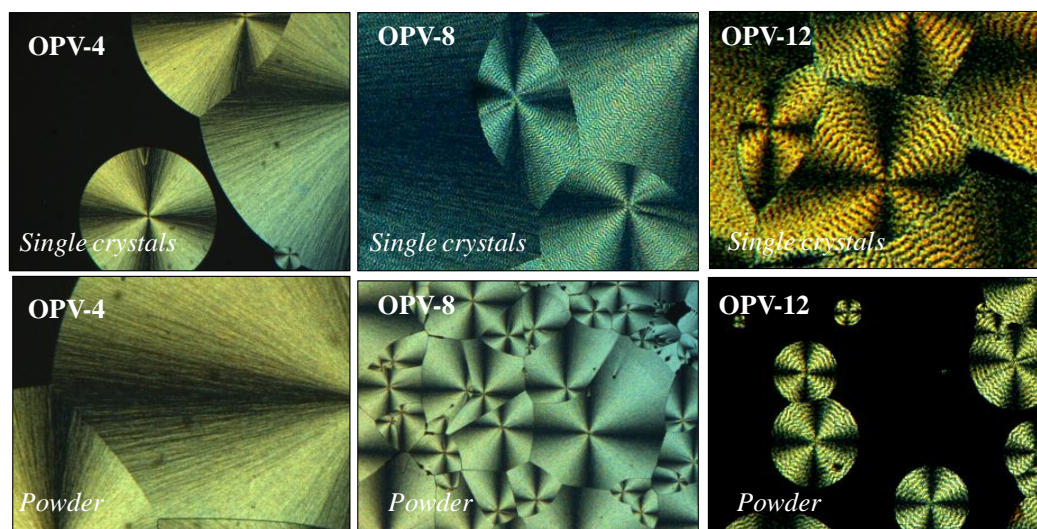 OPV-4
OPV-8
OPV-12
Single crystals
Single crystals
Single crystals
OPV-4
OPV-8
OPV-12
Powder
Powder
Powder